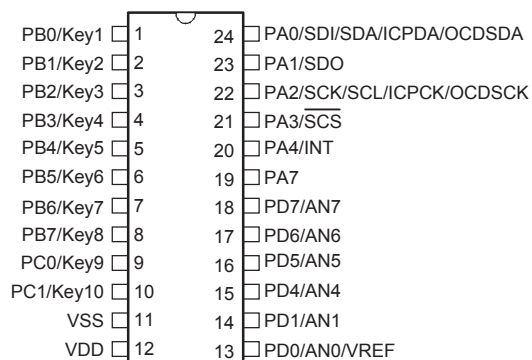 PB0/Key1 1 24 PA0/SDI/SDA/ICPDA/OCDSDA
PB1/Key2 2 23 PA1/SDO
PB2/Key3 3 22 PA2/SCK/SCL/ICPCK/OCDSCK
PB3/Key4 4 21 PA3/SCS
PB4/Key5 5 20 PA4/INT
PB5/Key6 6 19 PA7
PB6/Key7 7 18 PD7/AN7
PB7/Key8 8 17 PD6/AN6
PC0/Key9 9 16 PD5/AN5
PC1/Key10 10 15 PD4/AN4
VSS 11 14 PD1/AN1
VDD 12 13 PD0/AN0/VREF